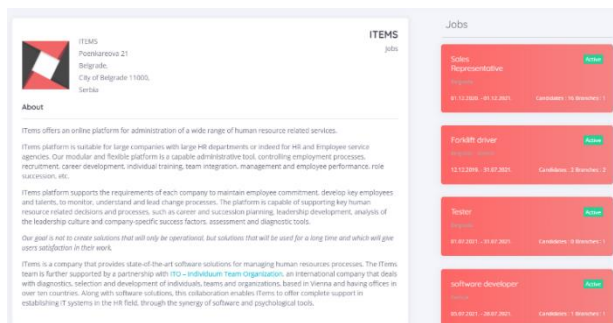 ITEMS
Jobs
ITEMS
Poenkareova 21
Belgrade,
City of Belgrade 11000,
Serbia
About
ITems offers an online platform for administration of a wide range of human resource related services.
ITems platform is suitable for large companies with large HR departments or indeed for HR and Employee service
agencies. Our modular and flexible platform is a capable administrative tool, controlling employment processes,
recruitment, career development, individual training, team integration, management and employee performance, role
succession, etc.
ITems platform supports the requirements of each company to maintain employee commitment, develop key employees
and talents, to monitor, understand and lead change processes. The platform is capable of supporting key human
resource related decisions and processes, such as career and succession planning, leadership development, analysis of
the leadership culture and company-specific success factors, assessment and diagnostic tools.
Our goal is not to create solutions that will only be operational, but solutions that will be used for a long time and which will give
users satisfaction in their work.
ITems is a company that provides state-of-the-art software solutions for managing human resources processes. The ITems
team is further supported by a partnership with ITO – Individuum Team Organization, an international company that deals
with diagnostics, selection and development of individuals, teams and organizations, based in Vienna and having offices in
over ten countries. Along with software solutions, this collaboration enables ITems to offer complete support in
establishing IT systems in the HR field, through the synergy of software and psychological tools.
Jobs
Sales
Representative
Active
Belgrade
01.12.2020. - 01.12.2021.
Candidates : 16 Branches : 1
Forklift driver
Active
12.12.2019. - 31.07.2021.
Candidates : 2 Branches : 2
Tester
Active
01.07.2021. - 31.07.2021.
Candidates : 0 Branches : 1
software developer
Active
05.07.2021. - 28.07.2021.
Candidates : 1 Branches : 1